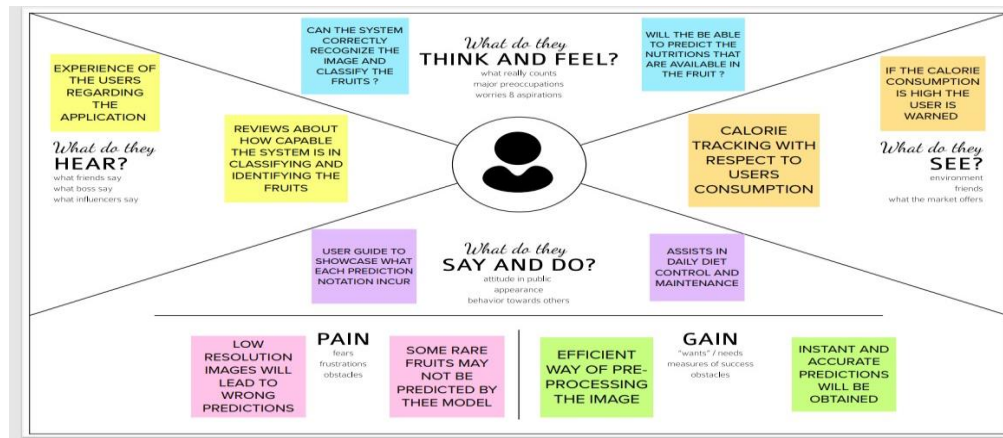 CAN THE SYSTEM
CORRECTLY
RECOGNIZE THE
IMAGE AND
CLASSIFY THE
FRUITS ?
What do they
THINK AND FEEL?
what really counts
major preoccupations
worries & aspirations
WILL THE BE ABLE
TO PREDICT THE
NUTRITIONS THAT
ARE AVAILABLE IN
THE FRUIT ?
EXPERIENCE OF
THE USERS
REGARDING
THE
APPLICATION
What do they
HEAR?
what friends say
what boss say
what influencers say
REVIEWS ABOUT
HOW CAPABLE
THE SYSTEM IS IN
CLASSIFYING AND
IDENTIFYING THE
FRUITS
CALORIE
TRACKING WITH
RESPECT TO
USERS
CONSUMPTION
IF THE CALORIE
CONSUMPTION
IS HIGH THE
USER IS
WARNED
What do they
SEE?
environment
friends
what the market offers
USER GUIDE TO
SHOWCASE WHAT
EACH PREDICTION
NOTATION INCUR
What do they
SAY AND DO?
attitude in public
appearance
behavior towards others
ASSISTS IN
DAILY DIET
CONTROL AND
MAINTENANCE
LOW
RESOLUTION
IMAGES WILL
LEAD TO
WRONG
PREDICTIONS
PAIN
fears
frustrations
obstacles
SOME RARE
FRUITS MAY
NOT BE
PREDICTED BY
THEE MODEL
EFFICIENT
WAY OF PRE-
PROCESSING
THE IMAGE
GAIN
"wants" / needs
measures of success
obstacles
INSTANT AND
ACCURATE
PREDICTIONS
WILL BE
OBTAINED